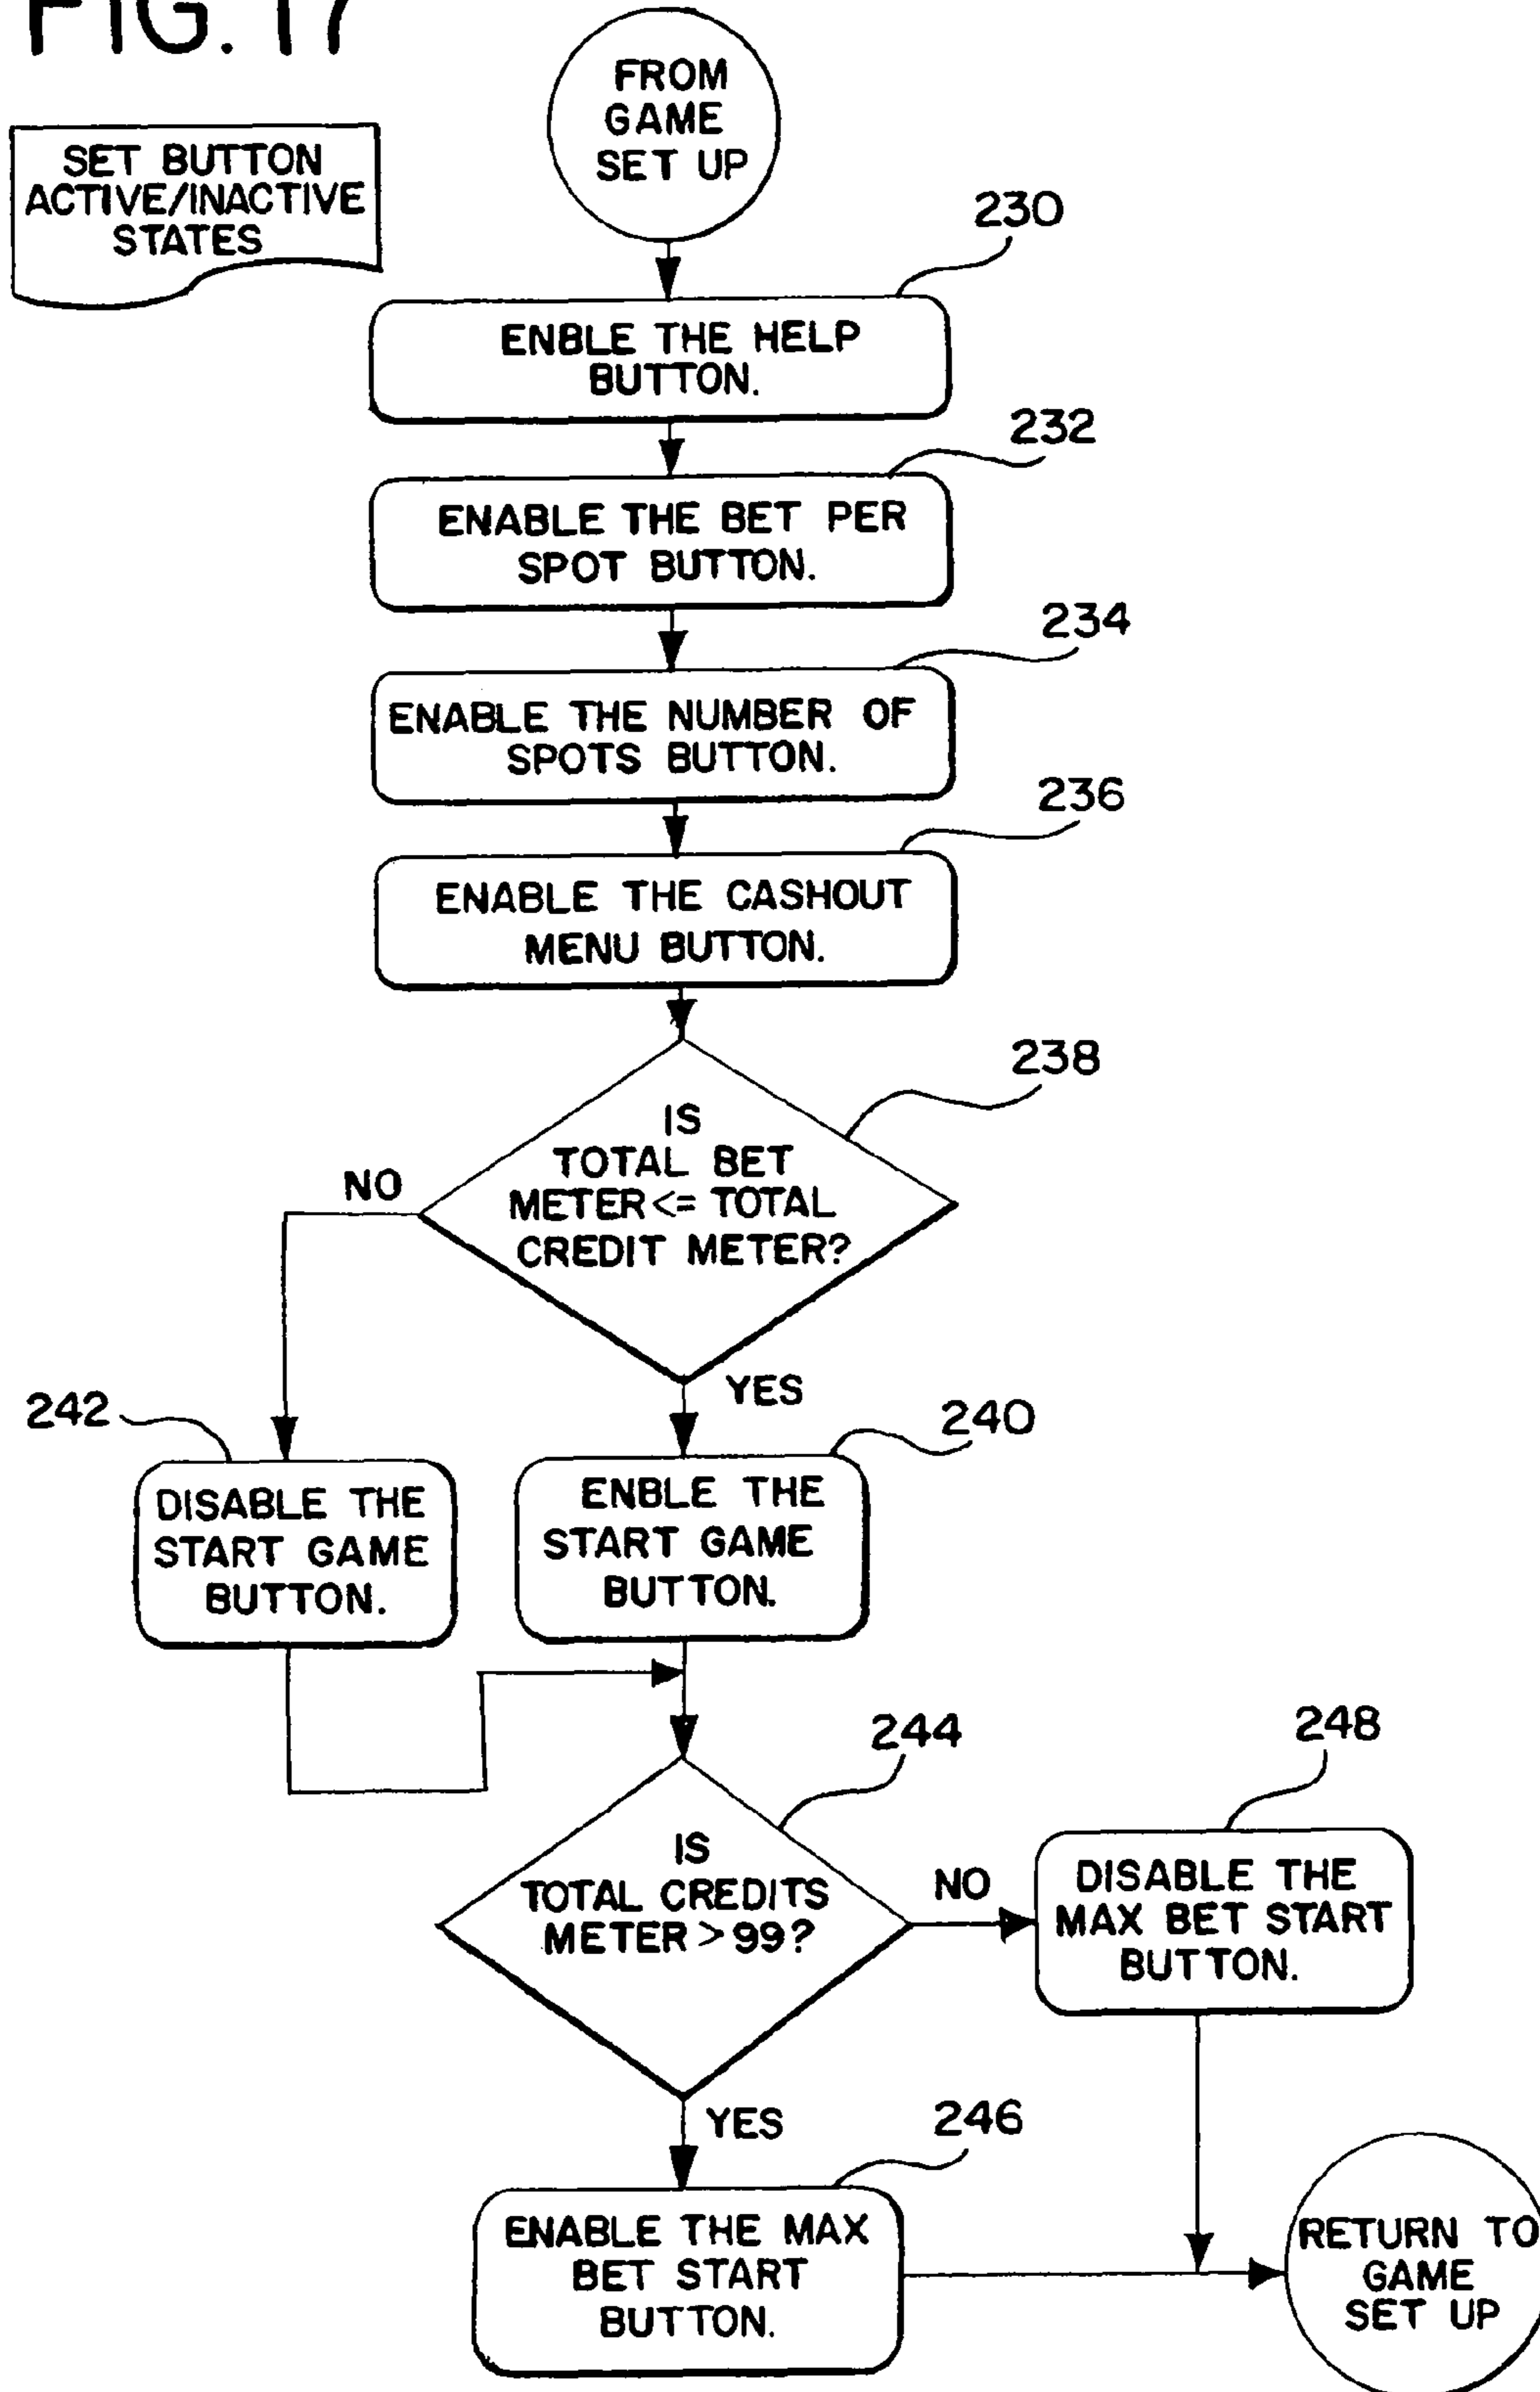 FIG. 17
FROM
GAME
SET UP
SET BUTTON
ACTIVE/INACTIVE
STATES
230
ENBLE THE HELP
BUTTON.
232
ENABLE THE BET PER
SPOT BUTTON.
234
ENABLE THE NUMBER OF
SPOTS BUTTON.
236
ENABLE THE CASHOUT
MENU BUTTON.
238
IS
TOTAL BET
METER <= TOTAL
CREDIT METER?
NO
YES
242
240
DISABLE THE
START GAME
BUTTON.
ENBLE THE
START GAME
BUTTON.
244
248
IS
TOTAL CREDITS
METER > 99?
NO
DISABLE THE
MAX BET START
BUTTON.
YES
246
ENABLE THE MAX
BET START
BUTTON.
RETURN TO
GAME
SET UP